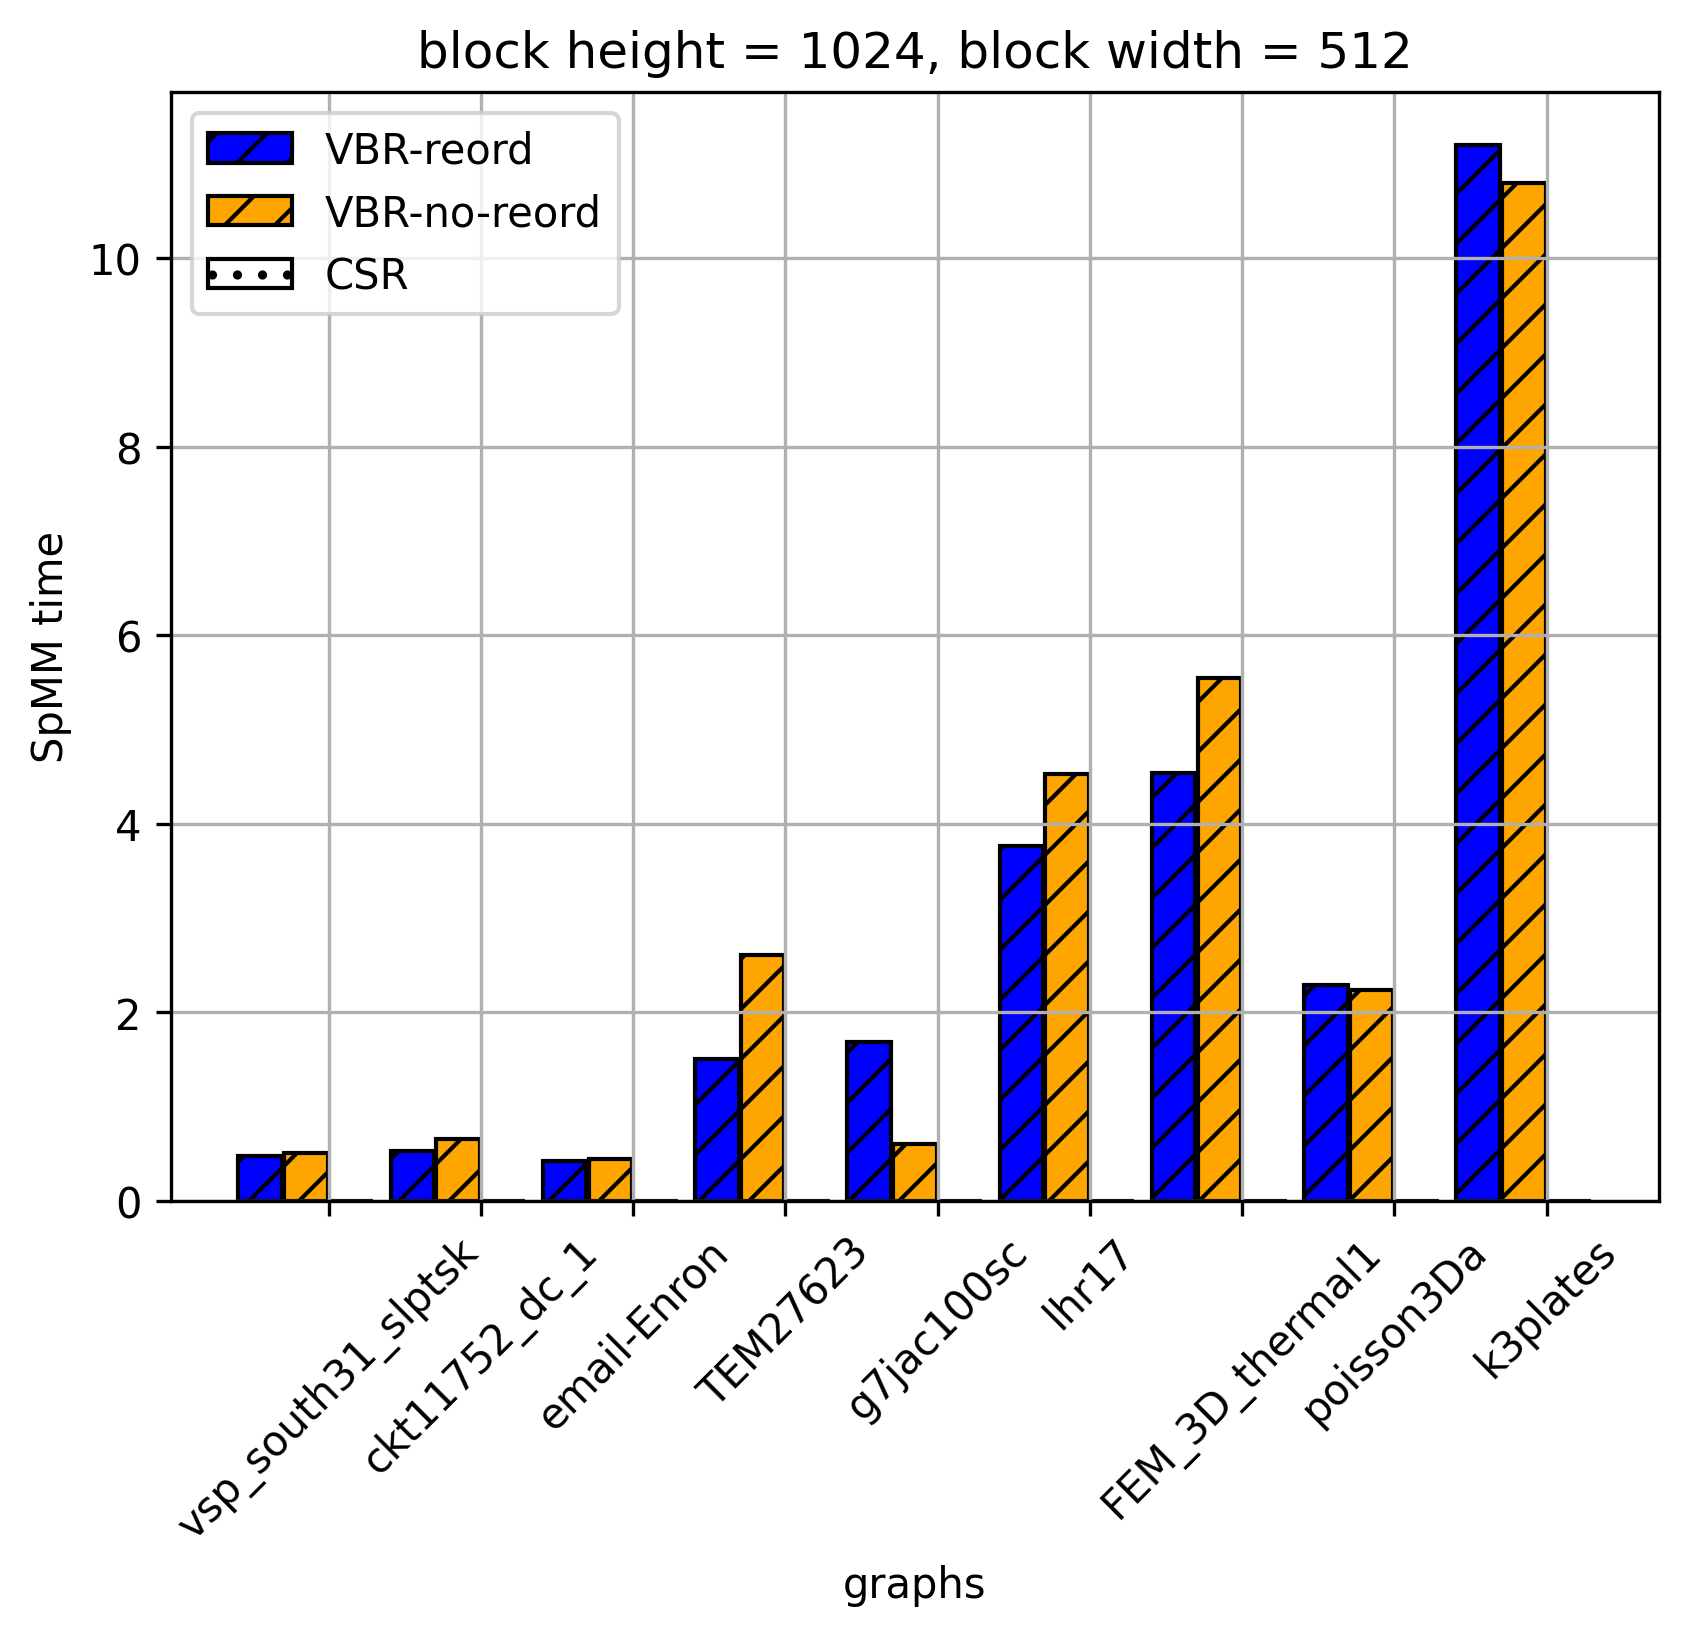 block height = 1024, block width = 512
VBR-reord
VBR-no-reord
CSR
SpMM time
10
8
6
4
2
0
vsp_south31_slptsk
ckt11752_dc_1
email-Enron
TEM27623
g7jac100sc
lhr17
FEM_3D_thermal1
poisson3Da
k3plates
graphs